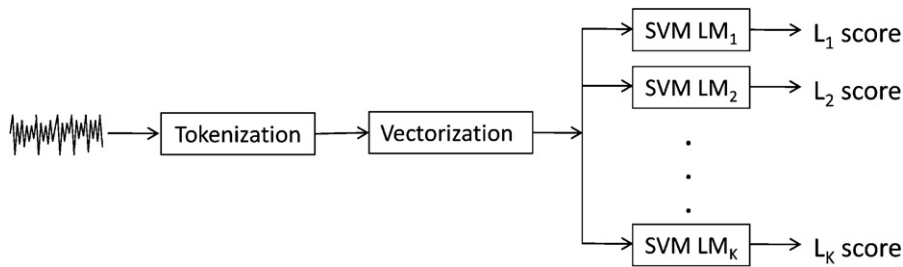 SVM LM₁
L₁ score
SVM LM₂
L₂ score
Tokenization
Vectorization
SVM LMₖ
Lₖ score